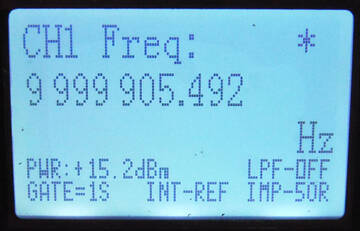 CH1 Freq: *
9 999 905.492
Hz
PWR:+15.2dBm LPF-OFF
GATE=1S INT-REF IMP-50R